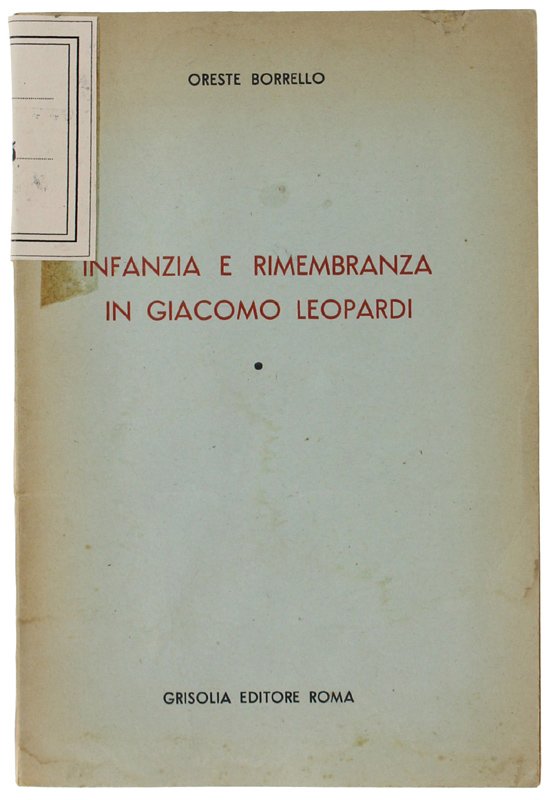 ORESTE BORRELLO
INFANZIA E RIMEMBRANZA
IN GIACOMO LEOPARDI
GRISOLIA EDITORE ROMA